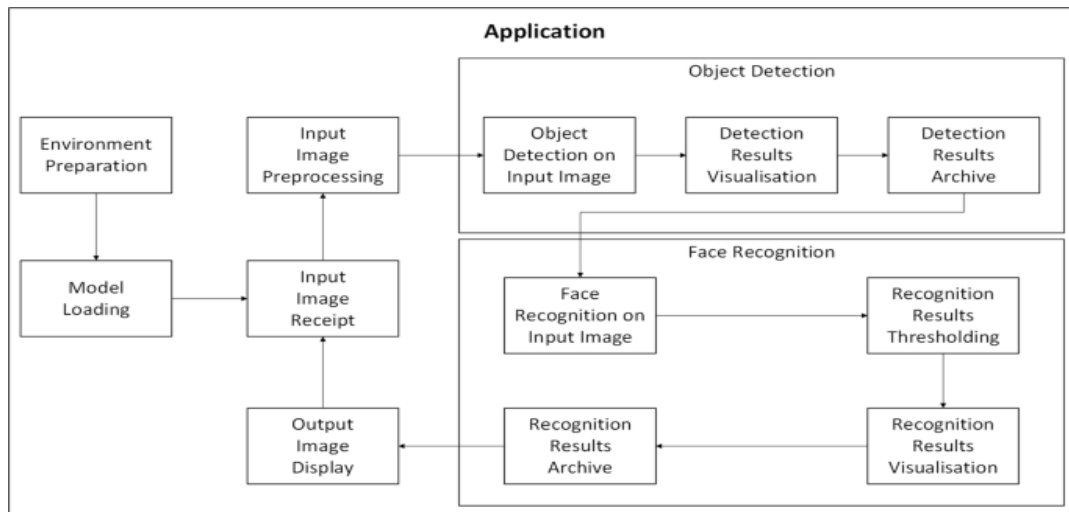 Application
Object Detection
Environment
Preparation
Input
Image
Preprocessing
Object
Detection on
Input Image
Detection
Results
Visualisation
Detection
Results
Archive
Face Recognition
Model
Loading
Input
Image
Receipt
Face
Recognition on
Input Image
Recognition
Results
Thresholding
Output
Image
Display
Recognition
Results
Archive
Recognition
Results
Visualisation